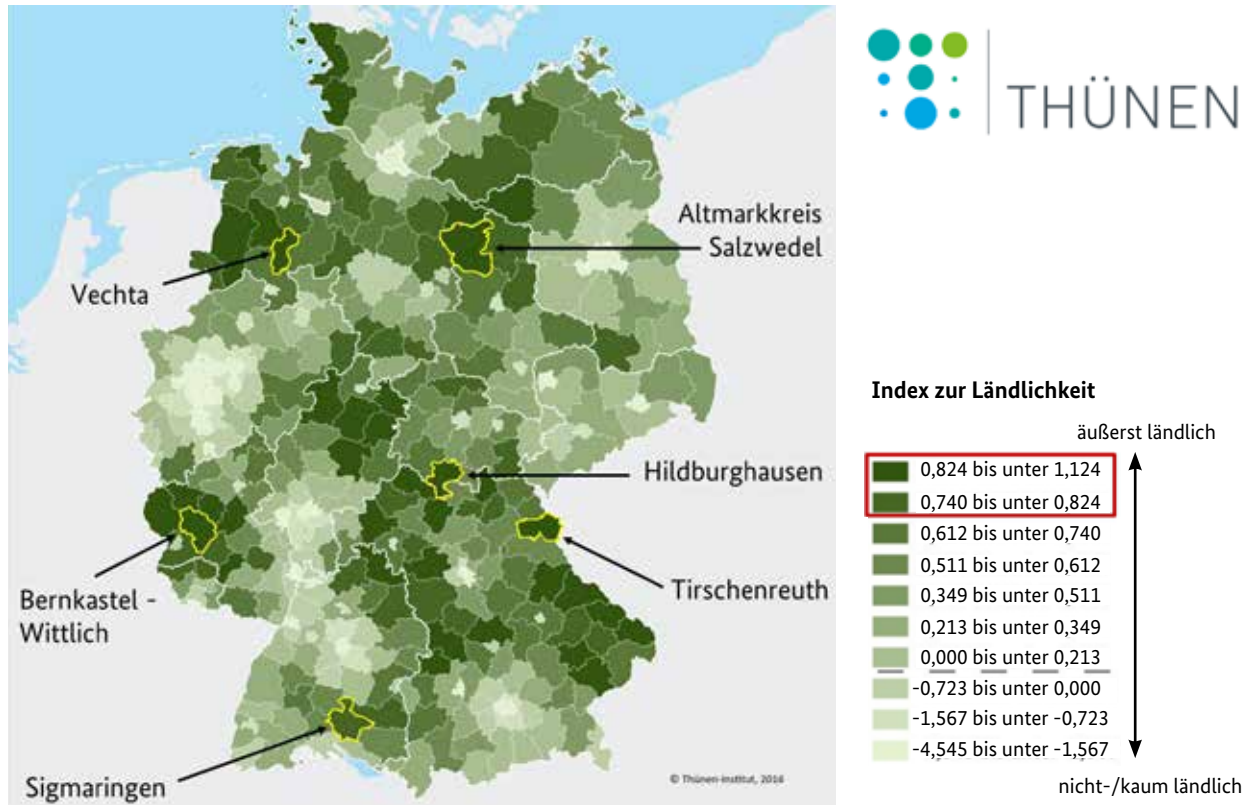 THÜNEN
Altmarkkreis
Salzwedel
Vechta
Hildburghausen
Tirschenreuth
Bernkastel -
Wittlich
Sigmaringen
© Thünen-Institut, 2016
Index zur Ländlichkeit
äußerst ländlich
0,824 bis unter 1,124
0,740 bis unter 0,824
0,612 bis unter 0,740
0,511 bis unter 0,612
0,349 bis unter 0,511
0,213 bis unter 0,349
0,000 bis unter 0,213
-0,723 bis unter 0,000
-1,567 bis unter -0,723
-4,545 bis unter -1,567
nicht-/kaum ländlich